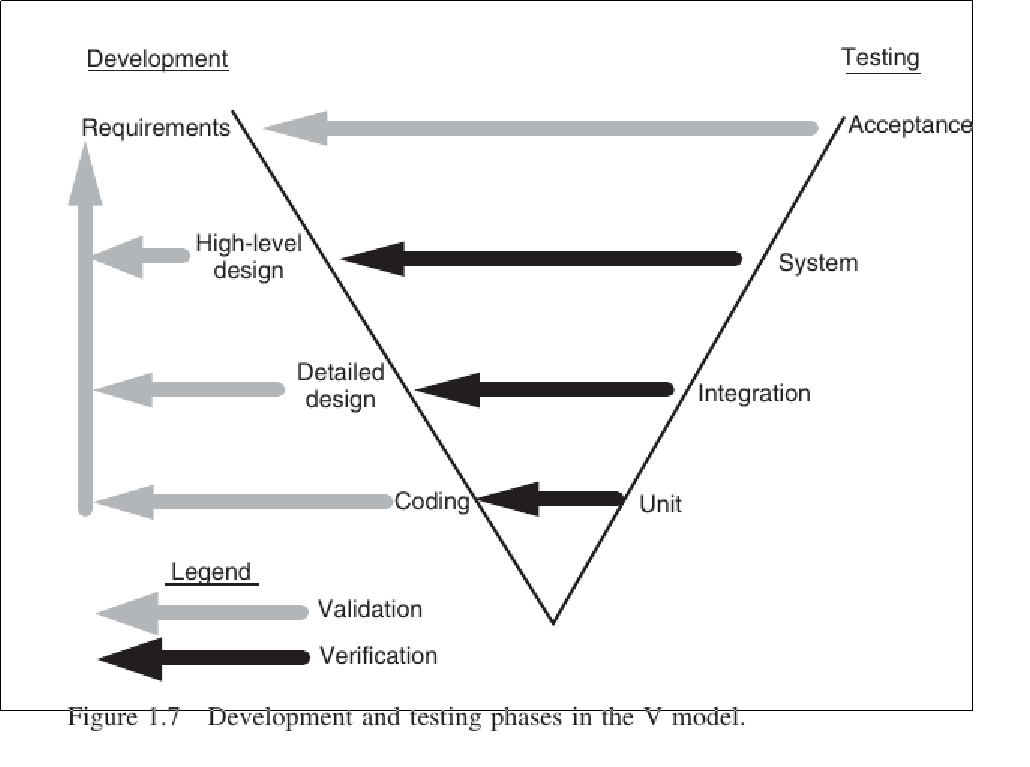 Development
Testing
Requirements
Acceptance
High-level
design
System
Detailed
design
Integration
Coding
Unit
Legend
Validation
Verification
Figure 1.7 Development and testing phases in the V model.